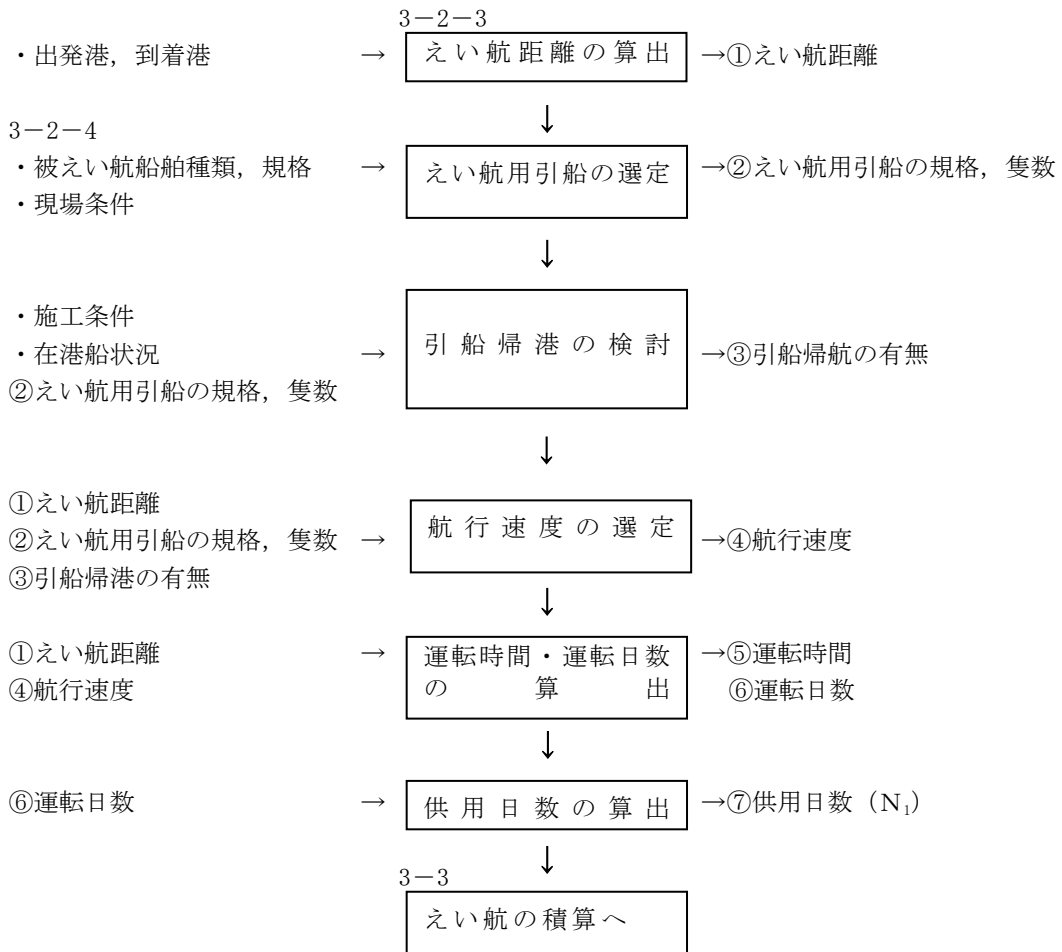 3－2－3
・出発港，到着港 → えい航距離の算出 →①えい航距離
↓
3－2－4
・被えい航船舶種類，規格 → えい航用引船の選定 →②えい航用引船の規格，隻数
・現場条件
↓
・施工条件
・在港船状況 → 引船帰港の検討 →③引船帰航の有無
②えい航用引船の規格，隻数
↓
①えい航距離
②えい航用引船の規格，隻数 → 航行速度の選定 →④航行速度
③引船帰港の有無
↓
①えい航距離 → 運転時間・運転日数 →⑤運転時間
④航行速度 の算出 ⑥運転日数
↓
⑥運転日数 → 供用日数の算出 →⑦供用日数（N₁）
↓
3－3
えい航の積算へ